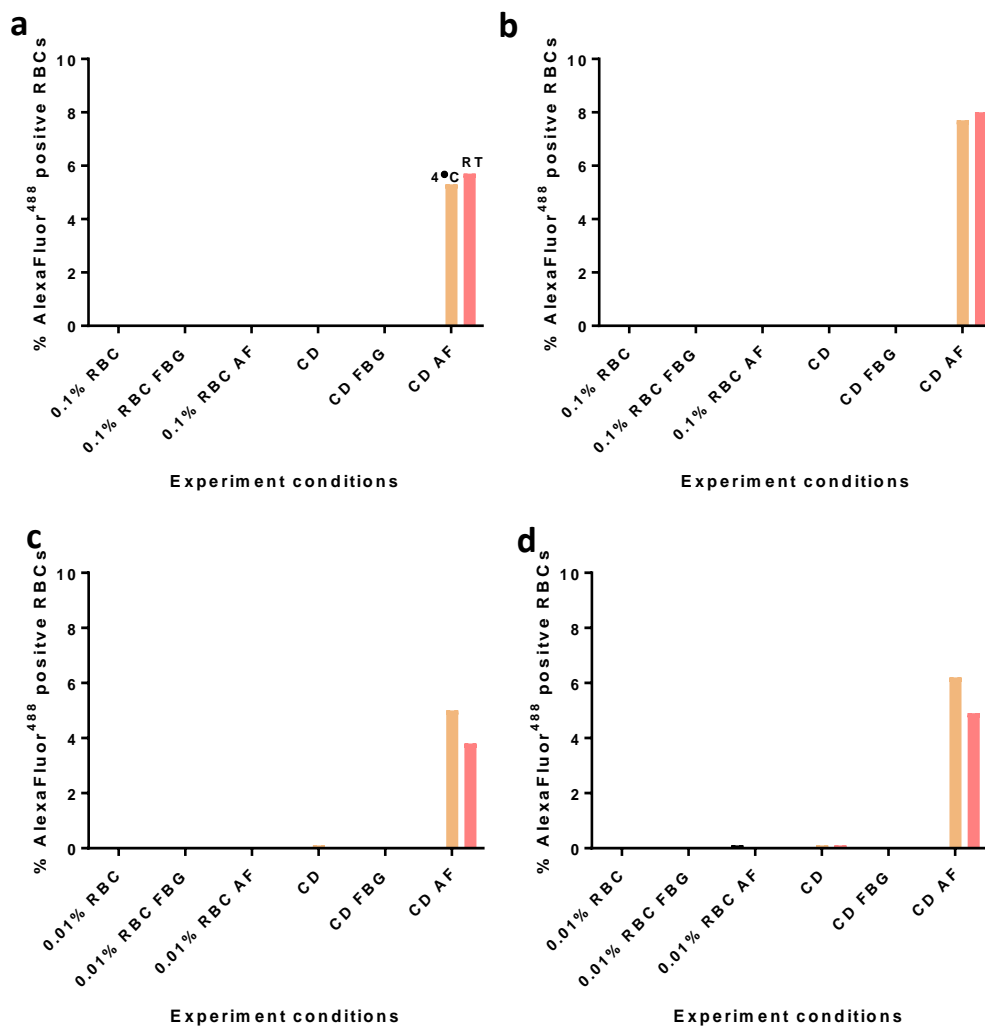 a
% AlexaFluor⁴⁸⁸ positve RBCs
10
8
6
4
2
0
4•C
RT
0.1% RBC
0.1% RBC FBG
0.1% RBC AF
CD
CD FBG
CD AF
Experiment conditions
b
% AlexaFluor⁴⁸⁸ positve RBCs
10
8
6
4
2
0
0.1% RBC
0.1% RBC FBG
0.1% RBC AF
CD
CD FBG
CD AF
Experiment conditions
c
% AlexaFluor⁴⁸⁸ positve RBCs
10
8
6
4
2
0
0.01% RBC
0.01% RBC FBG
0.01% RBC AF
CD
CD FBG
CD AF
Experiment conditions
d
% AlexaFluor⁴⁸⁸ positve RBCs
10
8
6
4
2
0
0.01% RBC
0.01% RBC FBG
0.01% RBC AF
CD
CD FBG
CD AF
Experiment conditions